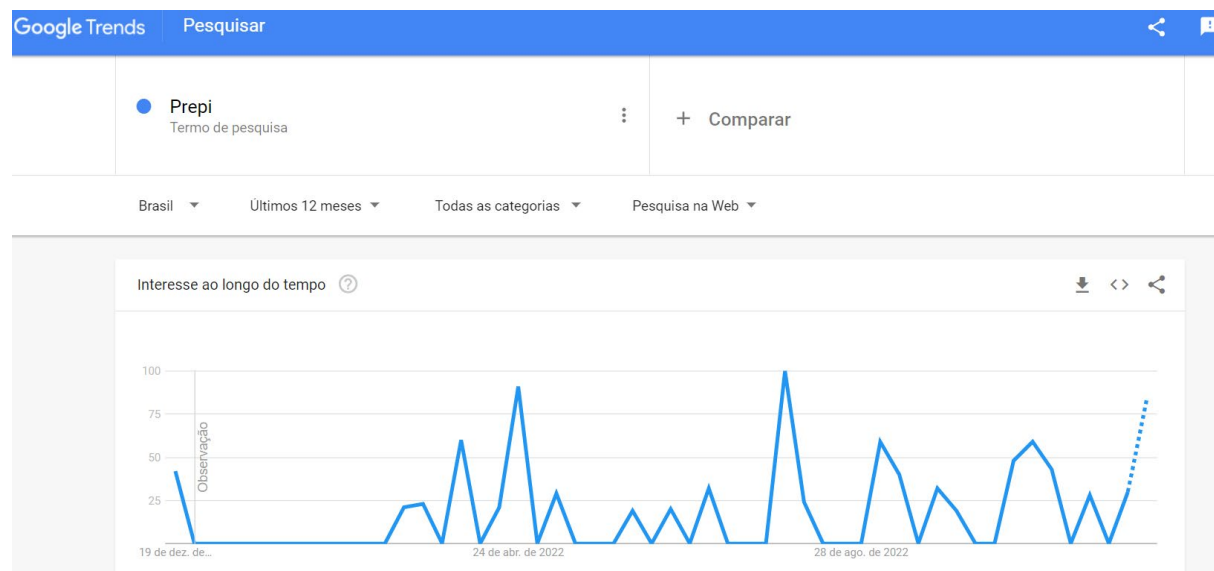 Google Trends Pesquisar
Prepi
Termo de pesquisa
+ Comparar
Brasil Últimos 12 meses Todas as categorias Pesquisa na Web
Interesse ao longo do tempo ?
100
75
50
25
Observação
19 de dez. de... 24 de abr. de 2022 28 de ago. de 2022